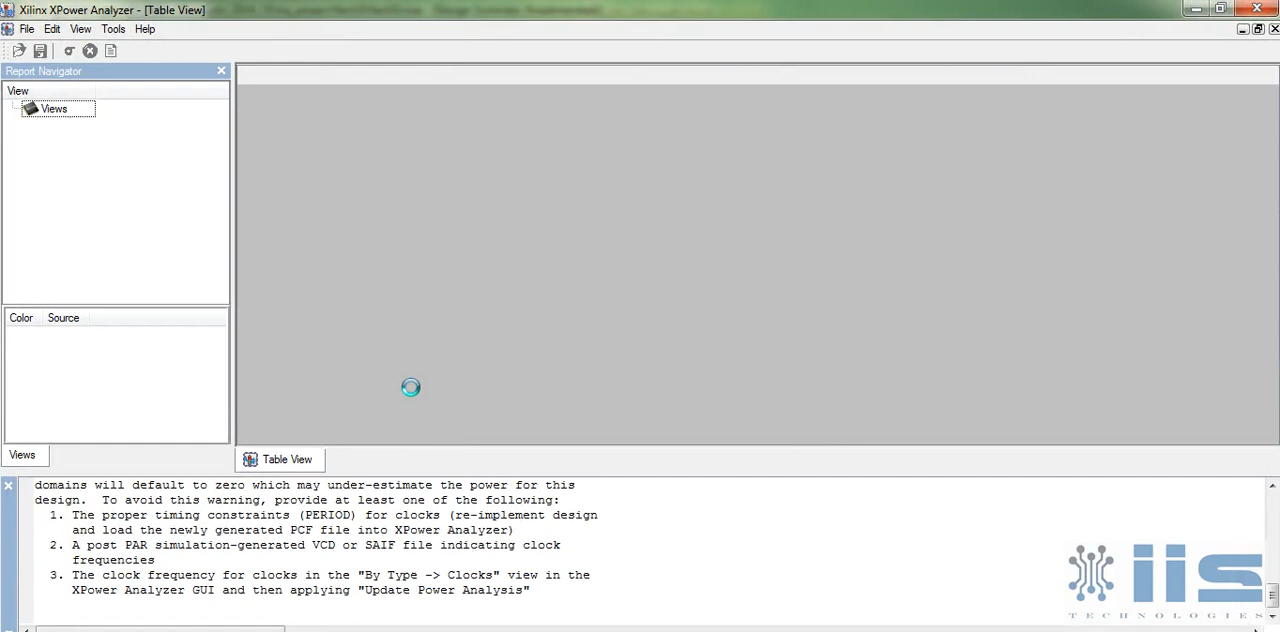 Xilinx XPower Analyzer - [Table View]
File Edit View Tools Help
Report Navigator
View
Views
Color Source
Views
Table View
domains will default to zero which may under-estimate the power for this
design. To avoid this warning, provide at least one of the following:
1. The proper timing constraints (PERIOD) for clocks (re-implement design
and load the newly generated PCF file into XPower Analyzer)
2. A post PAR simulation-generated VCD or SAIF file indicating clock
frequencies
3. The clock frequency for clocks in the "By Type -> Clocks" view in the
XPower Analyzer GUI and then applying "Update Power Analysis"
iis
TECHNOLOGIES